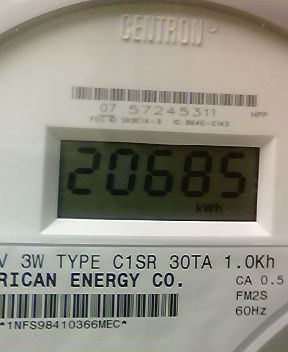 CENTRON®
07 57245311 HPP
20685
kWh
V 3W TYPE C1SR 30TA 1.0Kh
RICAN ENERGY CO. CA 0.5
FM2S
*1NFS98410366MEC* 60Hz